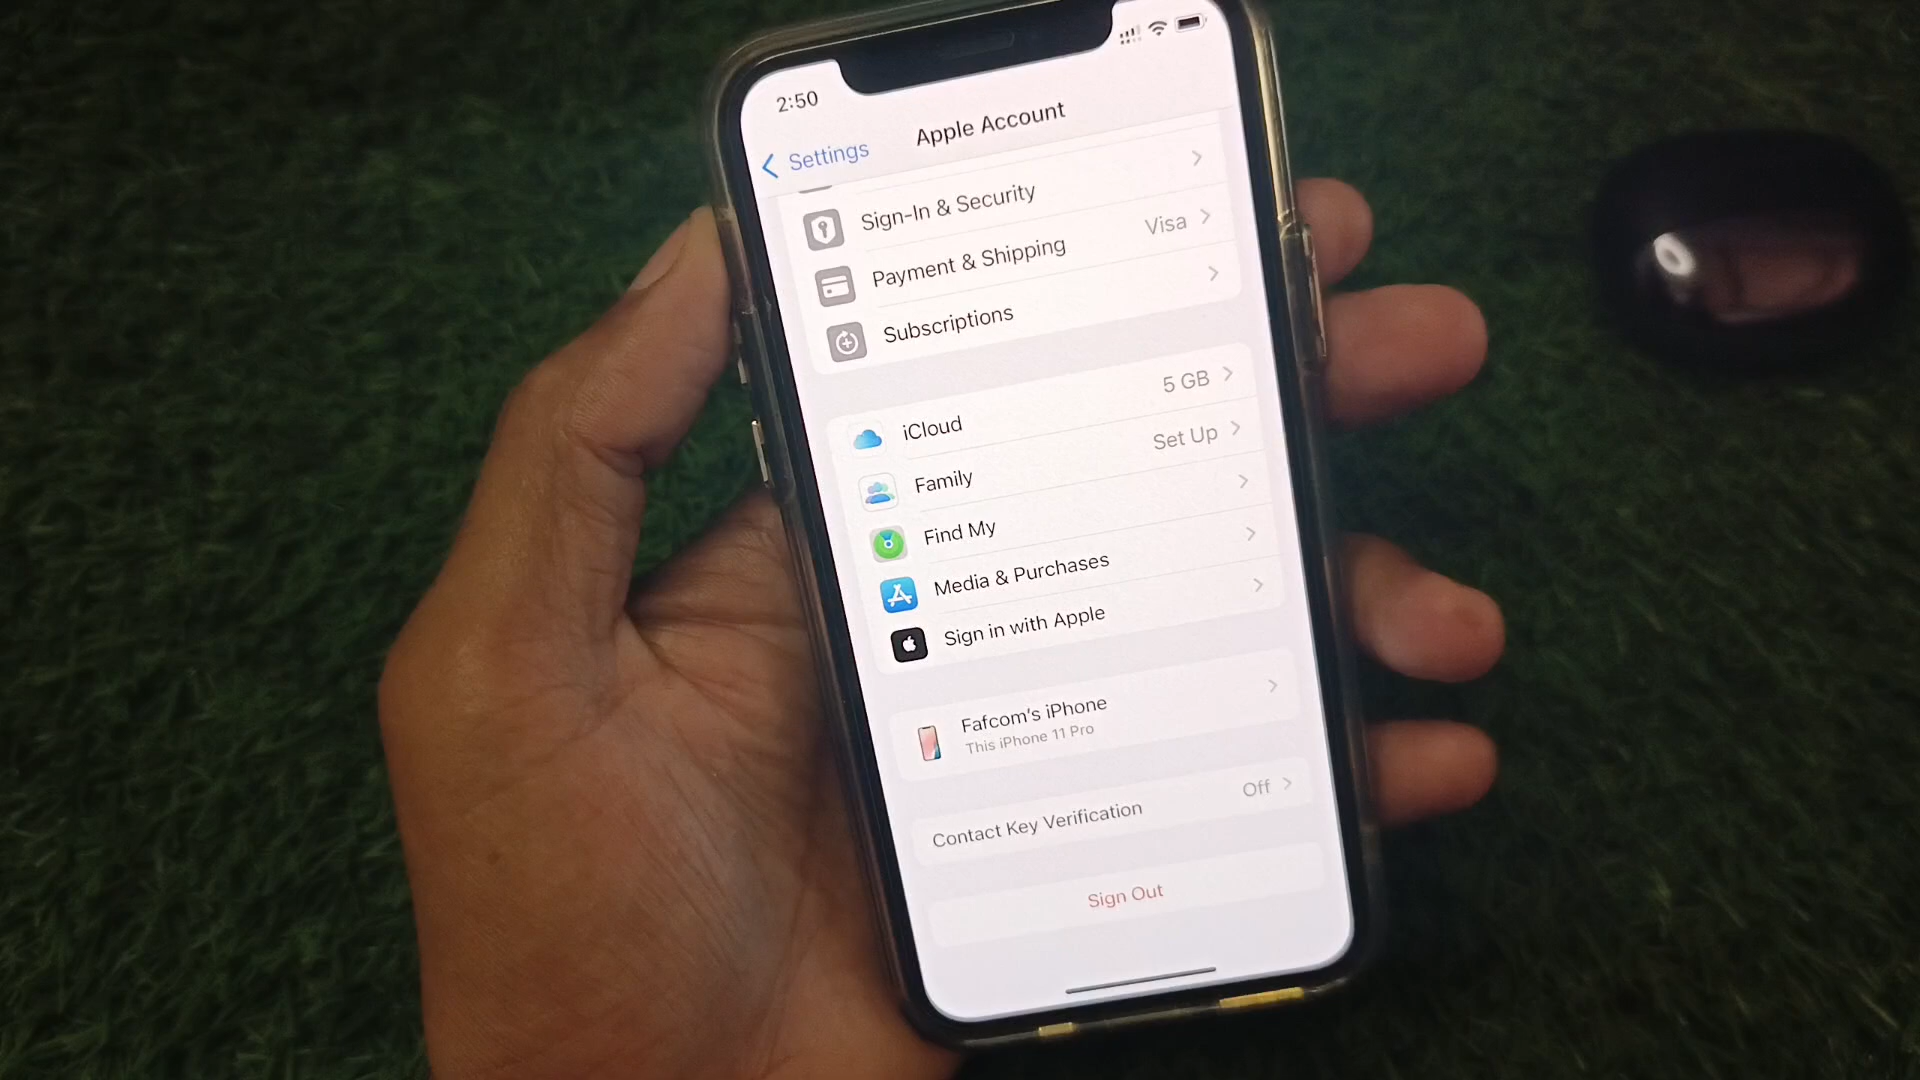 2:50
Settings
Apple Account
Sign-In & Security
Payment & Shipping Visa
Subscriptions
iCloud 5 GB
Family Set Up
Find My
Media & Purchases
Sign in with Apple
Fafcom's iPhone
This iPhone 11 Pro
Contact Key Verification Off
Sign Out